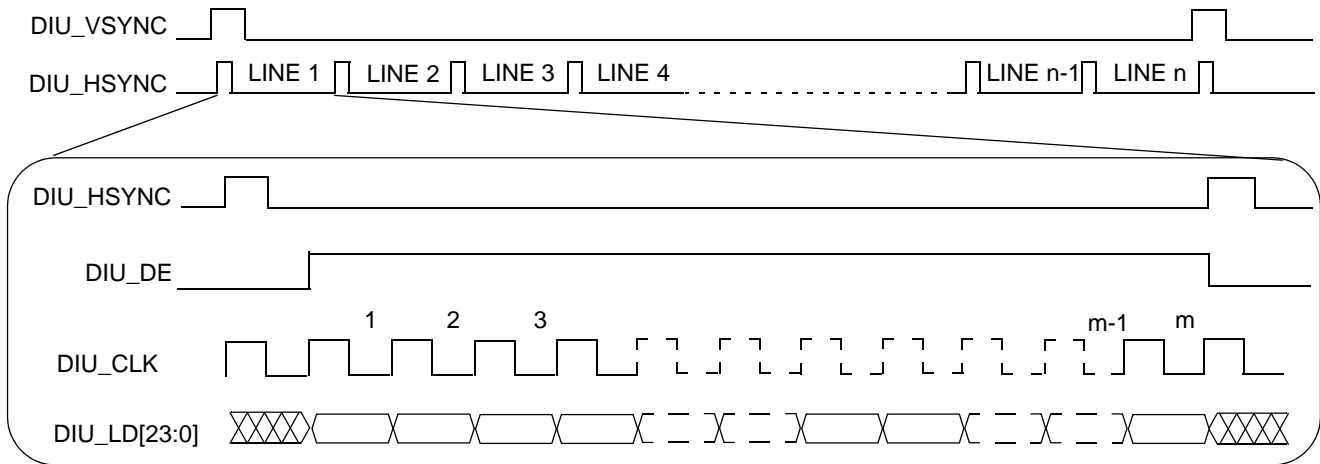 DIU_VSYNC
DIU_HSYNC LINE 1 LINE 2 LINE 3 LINE 4 LINE n-1 LINE n
DIU_HSYNC
DIU_DE
1 2 3 m-1 m
DIU_CLK
DIU_LD[23:0]